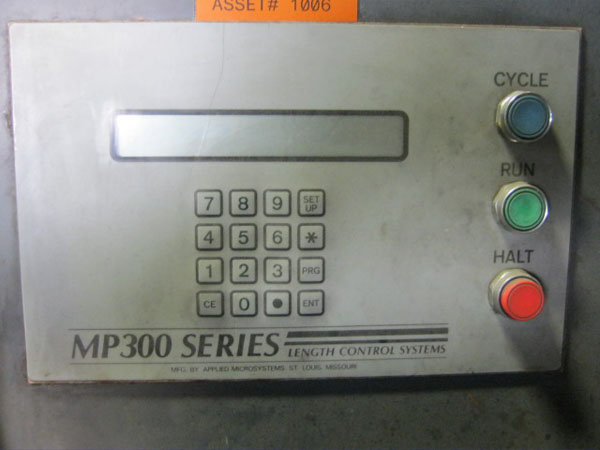 ASSET# 1006
CYCLE
RUN
HALT
7 8 9 SET UP
4 5 6 *
1 2 3 PRG
CE 0 • ENT
MP300 SERIES LENGTH CONTROL SYSTEMS
MFG. BY APPLIED MICROSYSTEMS ST. LOUIS, MISSOURI